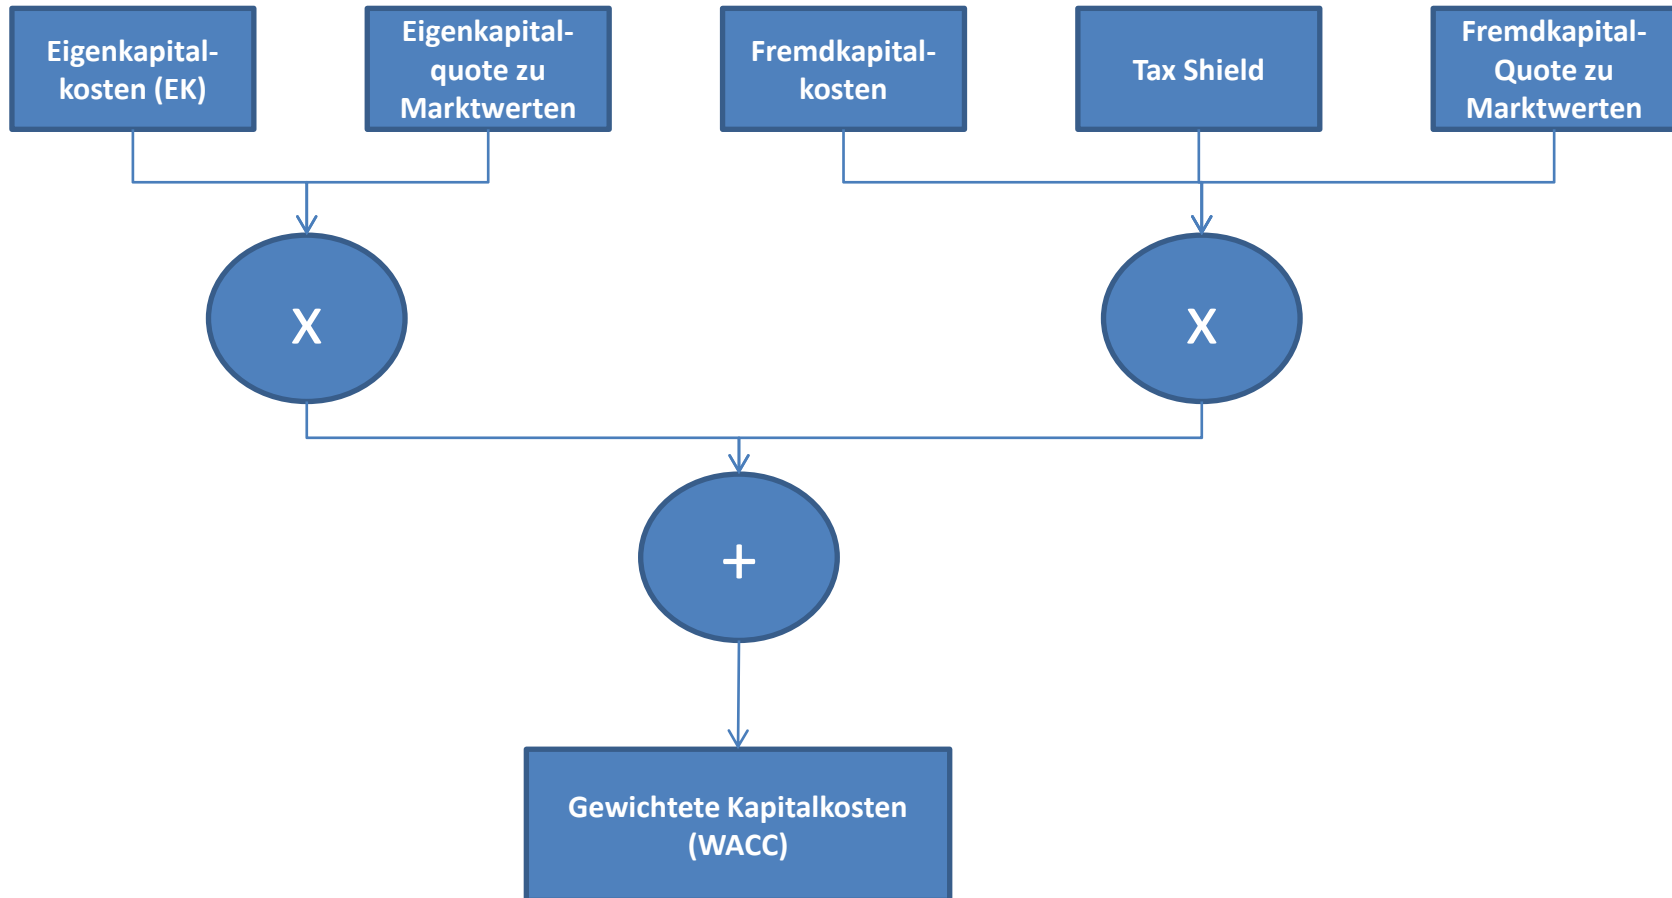 Eigenkapital-
kosten (EK)
Eigenkapital-
quote zu
Marktwerten
Fremdkapital-
kosten
Tax Shield
Fremdkapital-
Quote zu
Marktwerten
x
x
+
Gewichtete Kapitalkosten
(WACC)